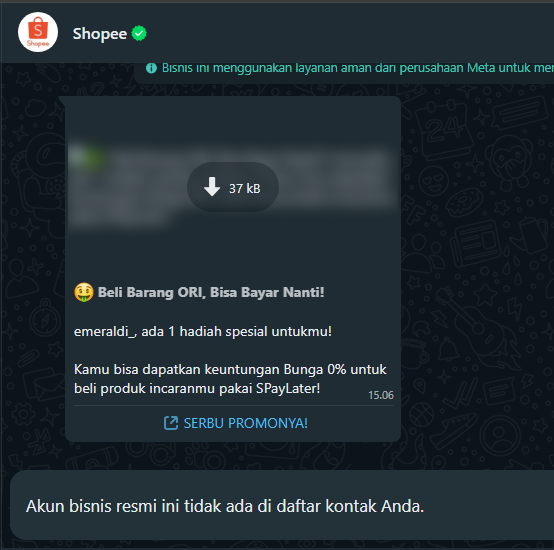 Shopee
Shopee
Bisnis ini menggunakan layanan aman dari perusahaan Meta untuk
37 kB
Beli Barang ORI, Bisa Bayar Nanti!
emeraldi_, ada 1 hadiah spesial untukmu!
Kamu bisa dapatkan keuntungan Bunga 0% untuk
beli produk incaranmu pakai SPayLater!
15.06
SERBU PROMONYA!
Akun bisnis resmi ini tidak ada di daftar kontak Anda.